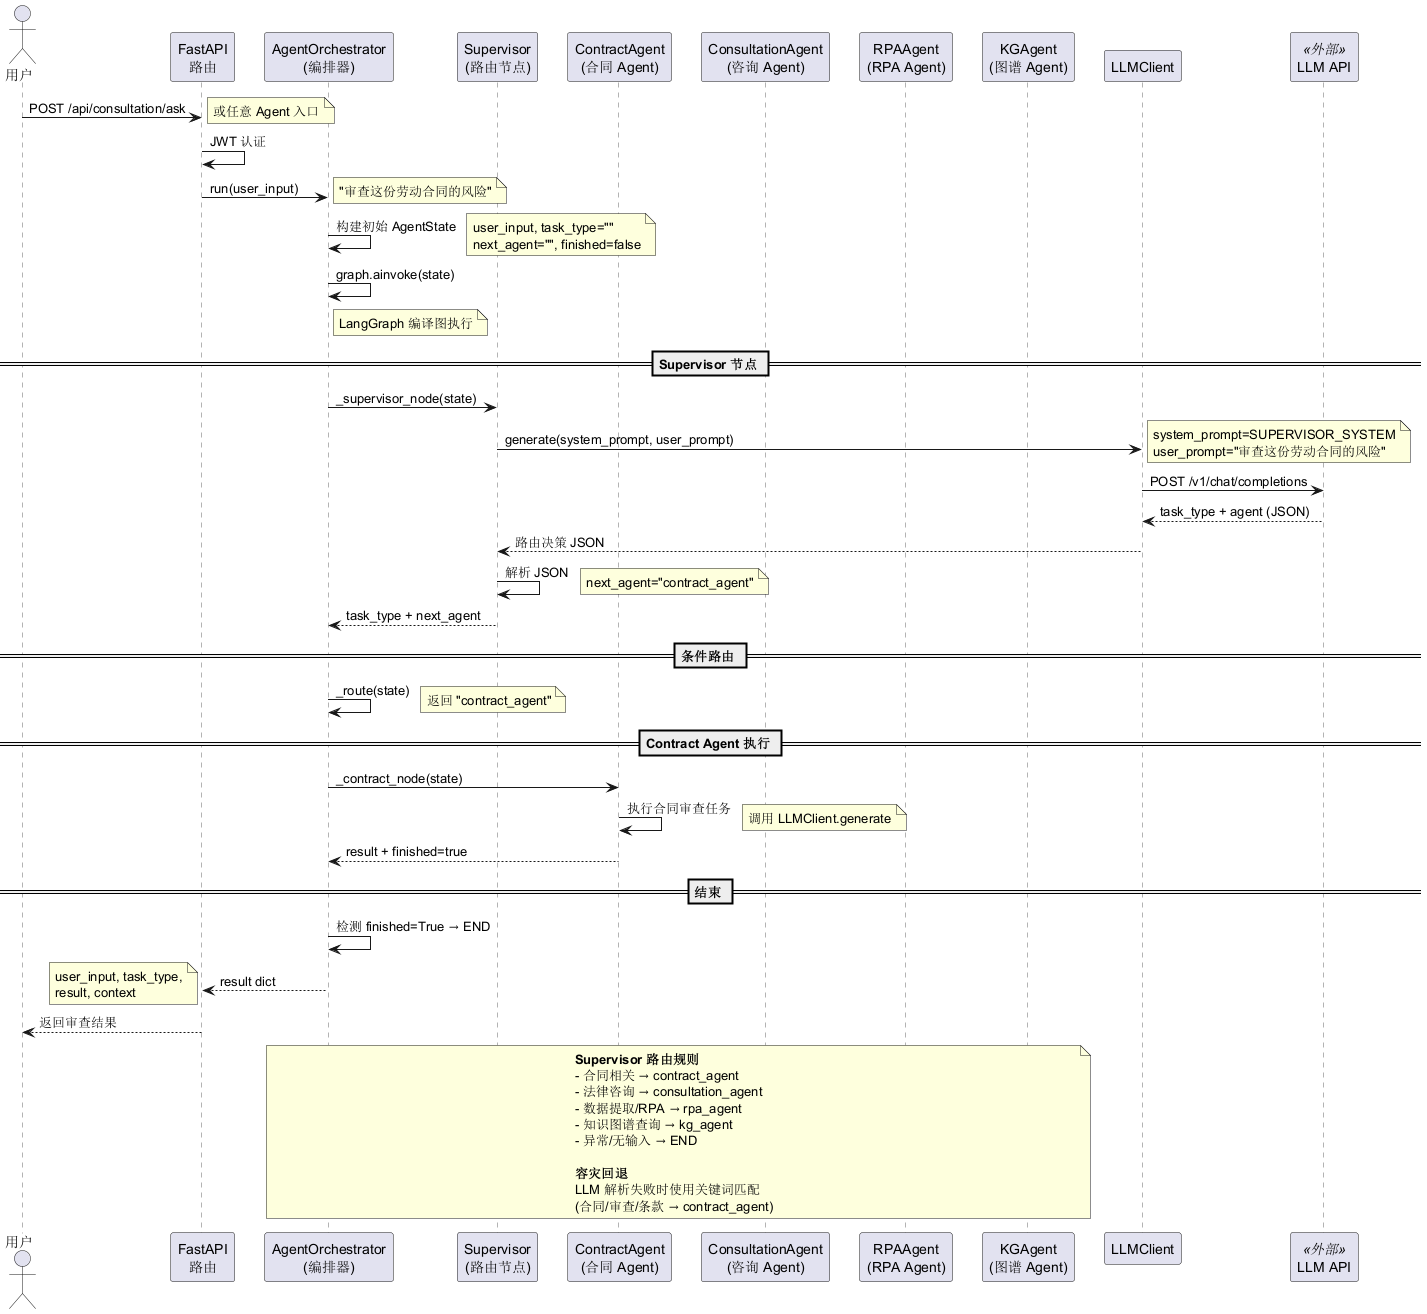 用户
FastAPI
路由
AgentOrchestrator
(编排器)
Supervisor
(路由节点)
ContractAgent
(合同 Agent)
ConsultationAgent
(咨询 Agent)
RPAAgent
(RPA Agent)
KGAgent
(图谱 Agent)
LLMClient
«外部»
LLM API
POST /api/consultation/ask
或任意 Agent 入口
JWT 认证
run(user_input)
"审查这份劳动合同的风险"
构建初始 AgentState
user_input, task_type=""
next_agent="", finished=false
graph.ainvoke(state)
LangGraph 编译图执行
Supervisor 节点
_supervisor_node(state)
generate(system_prompt, user_prompt)
system_prompt=SUPERVISOR_SYSTEM
user_prompt="审查这份劳动合同的风险"
POST /v1/chat/completions
task_type + agent (JSON)
路由决策 JSON
解析 JSON
next_agent="contract_agent"
task_type + next_agent
条件路由
_route(state)
返回 "contract_agent"
Contract Agent 执行
_contract_node(state)
执行合同审查任务
调用 LLMClient.generate
result + finished=true
结束
检测 finished=True → END
user_input, task_type,
result, context
result dict
返回审查结果
Supervisor 路由规则
- 合同相关 → contract_agent
- 法律咨询 → consultation_agent
- 数据提取/RPA → rpa_agent
- 知识图谱查询 → kg_agent
- 异常/无输入 → END
容灾回退
LLM 解析失败时使用关键词匹配
(合同/审查/条款 → contract_agent)
用户
FastAPI
路由
AgentOrchestrator
(编排器)
Supervisor
(路由节点)
ContractAgent
(合同 Agent)
ConsultationAgent
(咨询 Agent)
RPAAgent
(RPA Agent)
KGAgent
(图谱 Agent)
LLMClient
«外部»
LLM API